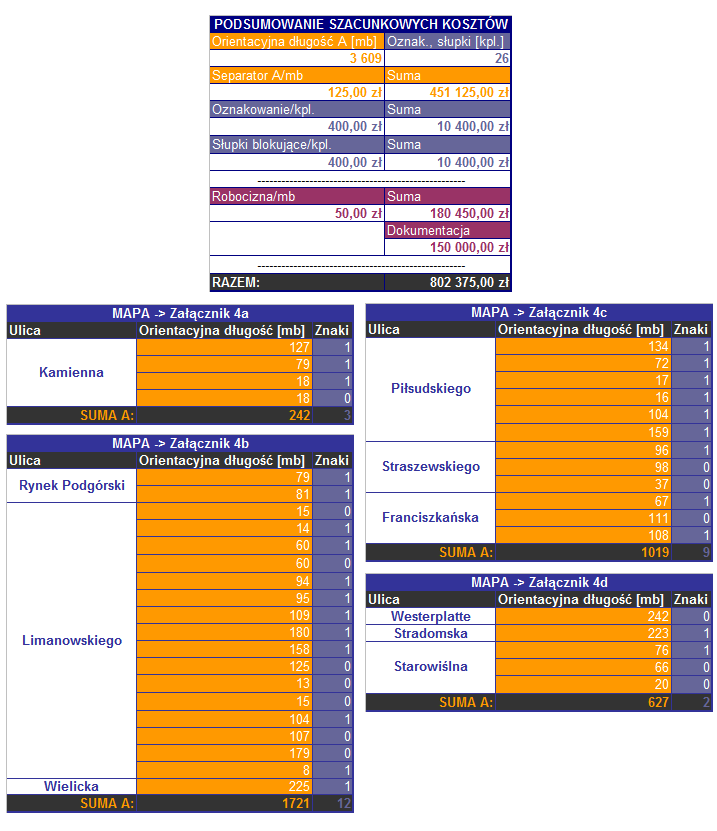 PODSUMOWANIE SZACUNKOWYCH KOSZTÓW
Orientacyjna długość A [mb] Oznak., słupki [kpl.]
3 609 26
Separator A/mb Suma
125,00 zł 451 125,00 zł
Oznakowanie/kpl. Suma
400,00 zł 10 400,00 zł
Słupki blokujące/kpl. Suma
400,00 zł 10 400,00 zł
----------------------------------------------------
Robocizna/mb Suma
50,00 zł 180 450,00 zł
Dokumentacja
150 000,00 zł
----------------------------------------------------
RAZEM: 802 375,00 zł
MAPA -> Załącznik 4a
Ulica Orientacyjna długość [mb] Znaki
127 1
79 1
Kamienna
18 1
18 0
SUMA A: 242 3
MAPA -> Załącznik 4b
Ulica Orientacyjna długość [mb] Znaki
Rynek Podgórski
79 1
81 1
15 0
14 1
60 1
60 0
94 1
95 1
109 1
180 1
Limanowskiego
158 1
125 0
13 0
15 0
104 1
107 0
179 0
8 1
Wielicka 225 1
SUMA A: 1721 12
MAPA -> Załącznik 4c
Ulica Orientacyjna długość [mb] Znaki
134 1
72 1
17 1
Piłsudskiego
16 1
104 1
159 1
96 1
Straszewskiego 98 0
37 0
67 1
Franciszkańska 111 0
108 1
SUMA A: 1019 9
MAPA -> Załącznik 4d
Ulica Orientacyjna długość [mb] Znaki
Westerplatte 242 0
Stradomska 223 1
76 1
Starowiślna 66 0
20 0
SUMA A: 627 2